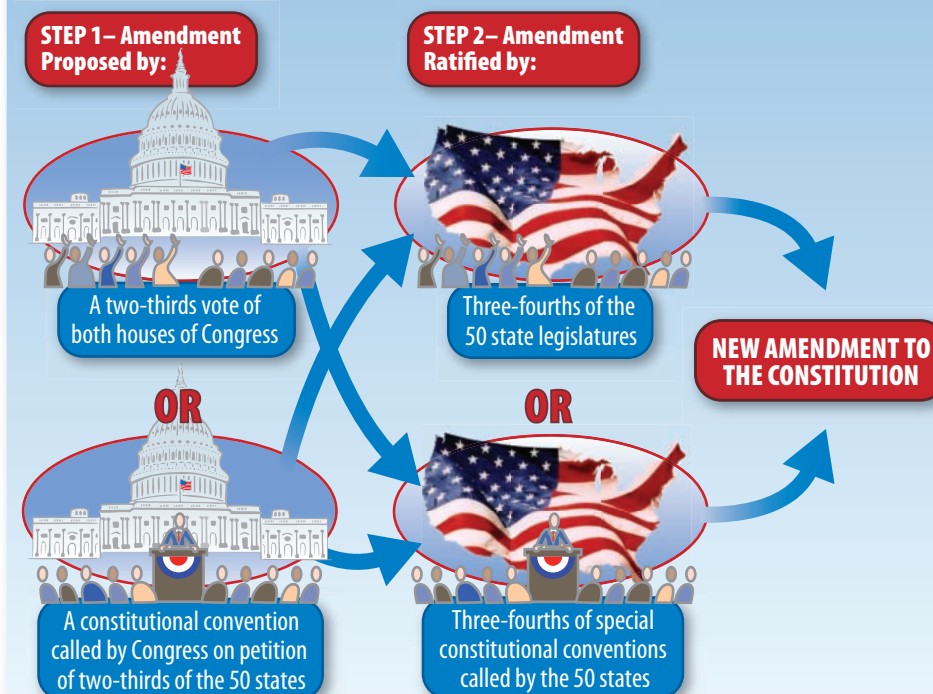 STEP 1– Amendment
Proposed by:
STEP 2– Amendment
Ratified by:
A two-thirds vote of
both houses of Congress
Three-fourths of the
50 state legislatures
NEW AMENDMENT TO
THE CONSTITUTION
OR
OR
A constitutional convention
called by Congress on petition
of two-thirds of the 50 states
Three-fourths of special
constitutional conventions
called by the 50 states